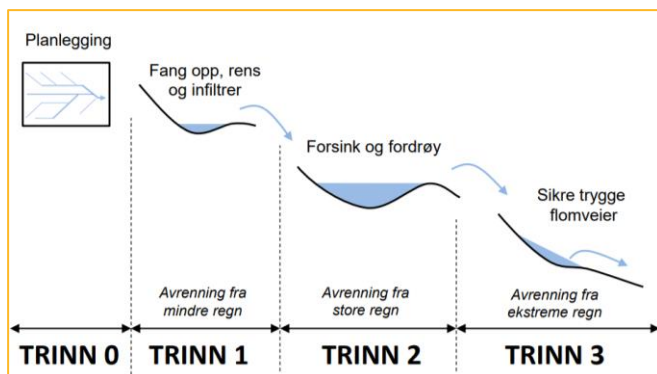 Planlegging
Fang opp, rens
og infiltrer
Forsink og fordrøy
Sikre trygge
flomveier
Avrenning fra
mindre regn
Avrenning fra
store regn
Avrenning fra
ekstreme regn
TRINN 0
TRINN 1
TRINN 2
TRINN 3